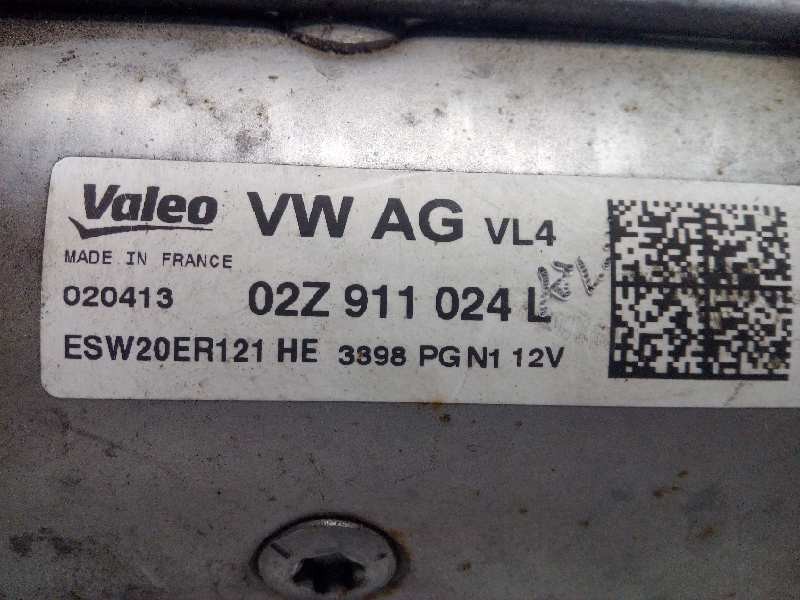 Valeo VW AG VL4
MADE IN FRANCE
020413 02Z 911 024 L
ESW20ER121 HE 3398 PG N1 12V